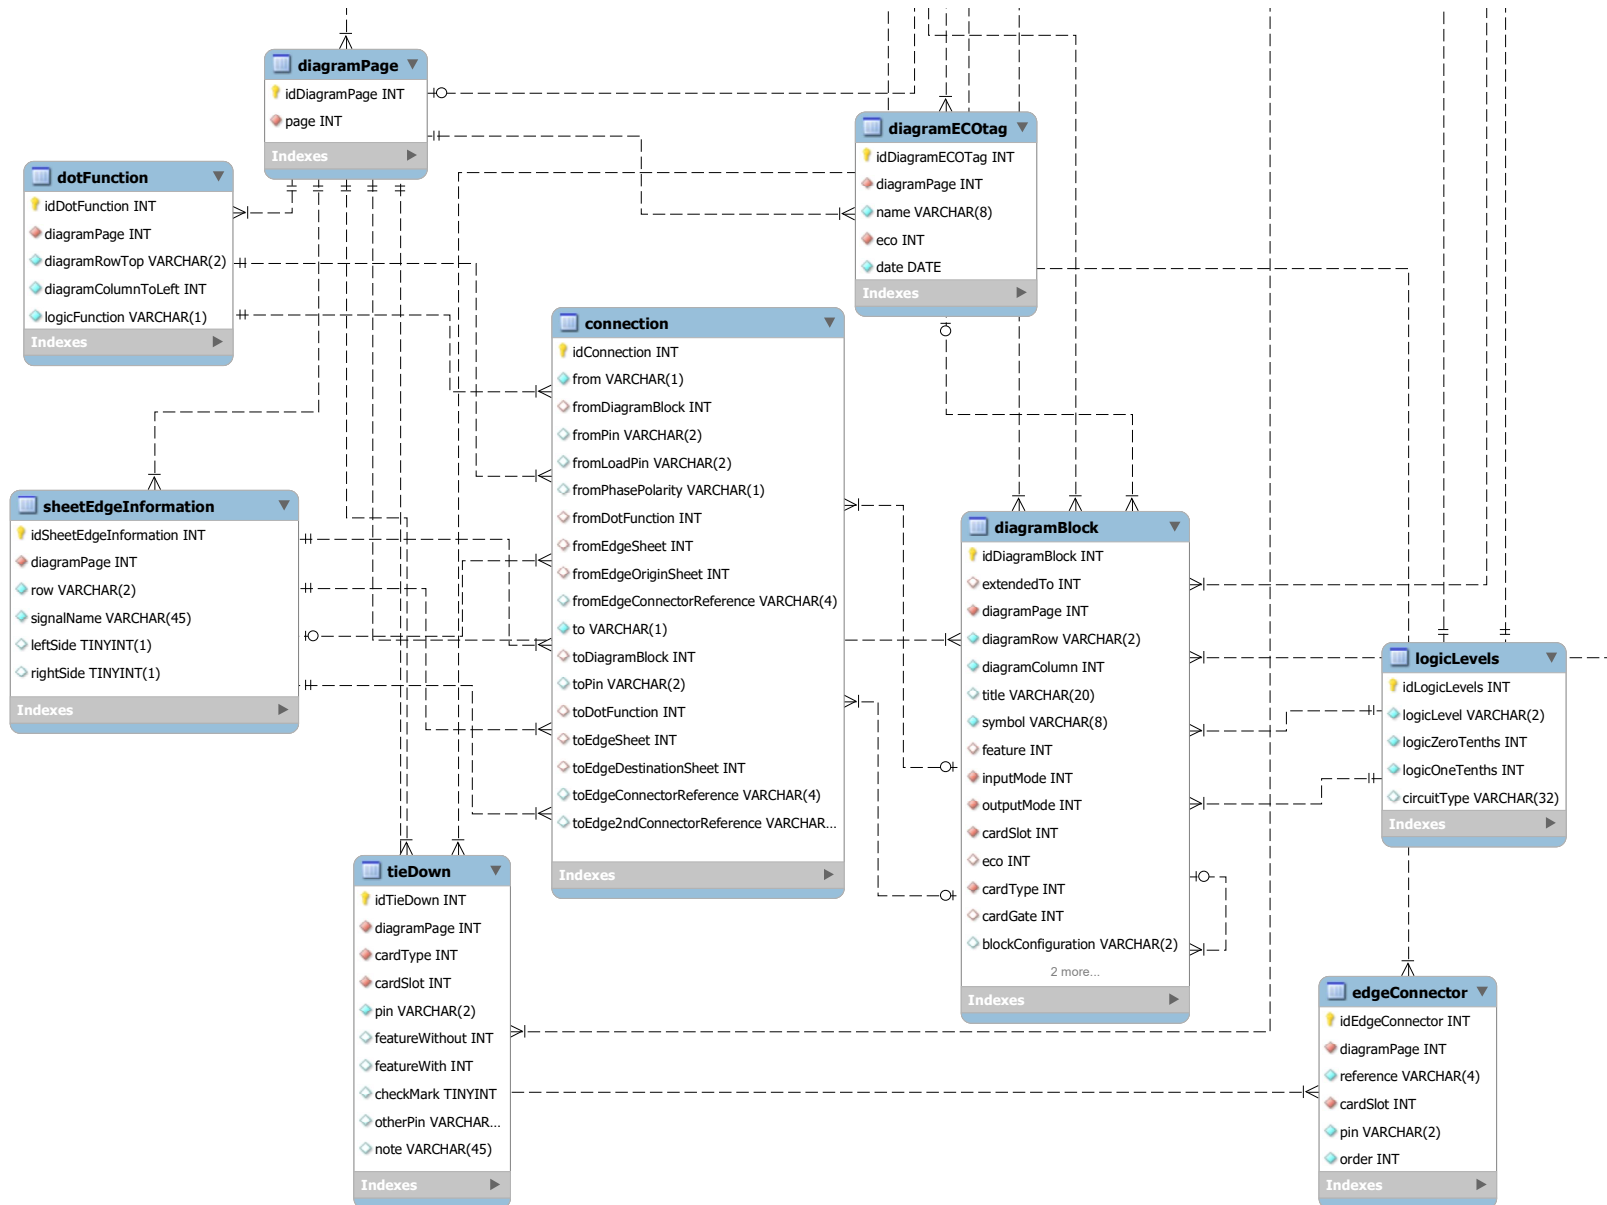 diagramPage
idDiagramPage INT
page INT
Indexes
diagramECOtag
idDiagramECOTag INT
diagramPage INT
name VARCHAR(8)
eco INT
date DATE
Indexes
dotFunction
idDotFunction INT
diagramPage INT
diagramRowTop VARCHAR(2)
diagramColumnToLeft INT
logicFunction VARCHAR(1)
Indexes
connection
idConnection INT
from VARCHAR(1)
fromDiagramBlock INT
fromPin VARCHAR(2)
fromLoadPin VARCHAR(2)
fromPhasePolarity VARCHAR(1)
fromDotFunction INT
fromEdgeSheet INT
fromEdgeOriginSheet INT
fromEdgeConnectorReference VARCHAR(4)
to VARCHAR(1)
toDiagramBlock INT
toPin VARCHAR(2)
toDotFunction INT
toEdgeSheet INT
toEdgeDestinationSheet INT
toEdgeConnectorReference VARCHAR(4)
toEdge2ndConnectorReference VARCHAR...
Indexes
sheetEdgeInformation
idSheetEdgeInformation INT
diagramPage INT
row VARCHAR(2)
signalName VARCHAR(45)
leftSide TINYINT(1)
rightSide TINYINT(1)
Indexes
diagramBlock
idDiagramBlock INT
extendedTo INT
diagramPage INT
diagramRow VARCHAR(2)
diagramColumn INT
title VARCHAR(20)
symbol VARCHAR(8)
feature INT
inputMode INT
outputMode INT
cardSlot INT
eco INT
cardType INT
cardGate INT
blockConfiguration VARCHAR(2)
2 more...
Indexes
logicLevels
idLogicLevels INT
logicLevel VARCHAR(2)
logicZeroTenths INT
logicOneTenths INT
circuitType VARCHAR(32)
Indexes
tieDown
idTieDown INT
diagramPage INT
cardType INT
cardSlot INT
pin VARCHAR(2)
featureWithout INT
featureWith INT
checkMark TINYINT
otherPin VARCHAR...
note VARCHAR(45)
Indexes
edgeConnector
idEdgeConnector INT
diagramPage INT
reference VARCHAR(4)
cardSlot INT
pin VARCHAR(2)
order INT
Indexes